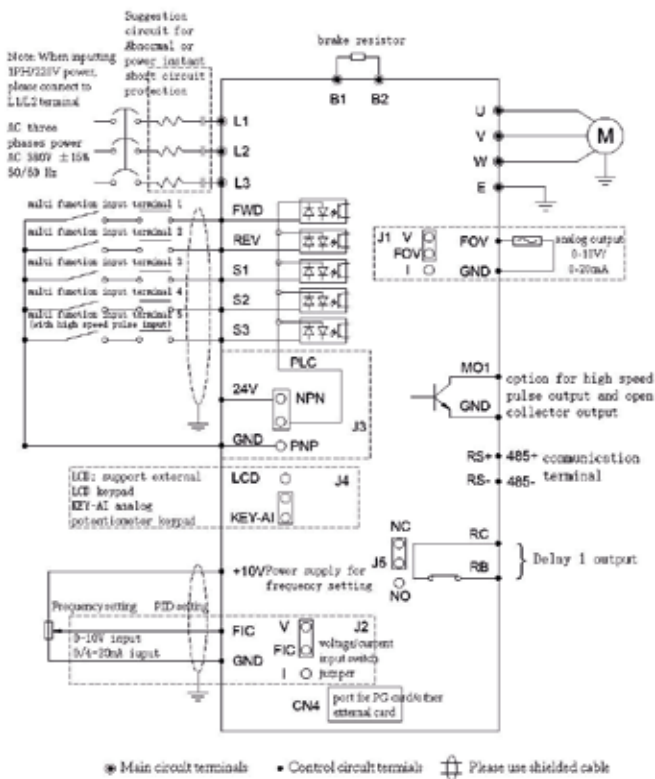 Suggestion
circuit for
Abnormal or
power instant
short circuit
protection
Note: When inputting
1PH/220V power,
please connect to
L1/L2 terminal
AC three
phases power
AC 380V ±15%
50/60 Hz
brake resistor
B1 B2
L1
L2
L3
U
V
W
E
M
multi function input terminal 1
FWD
multi function input terminal 2
REV
multi function input terminal 3
S1
multi function input terminal 4
S2
multi function input terminal 5
(with high speed pulse input)
S3
J1 V
FOV
I
FOV
GND
analog output
0-10V/
0-20mA
PLC
24V
NPN
J3
GND
PNP
MO1
GND
option for high speed
pulse output and open
collector output
RS+ 485+
RS- 485-
communication
terminal
LCD: support external
LCD keypad
KEY-AI analog
potentiometer keypad
LCD
J4
KEY-AI
NC
J5
NO
RC
RB
Delay 1 output
+10V Power supply for
frequency setting
Frequency setting PID setting
0-10V input
0/4-20mA iuput
FIC
GND
V
FIC
I
J2
voltage/current
input switch
jumper
CN4
port for PG card/other
external card
Main circuit terminals
Control circuit termials
Please use shielded cable